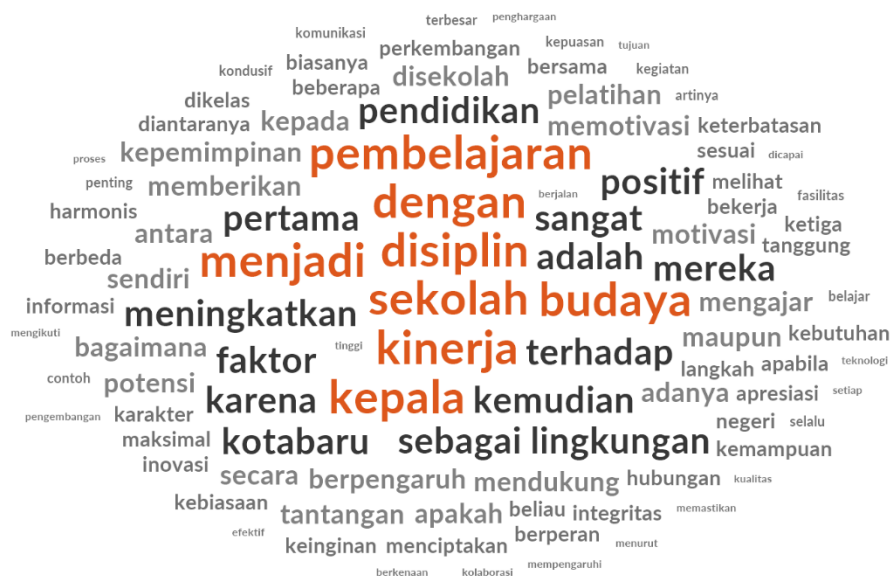 terbesar penghargaan
komunikasi perkembangan kepuasan tujuan
kondusif biasanya disekolah bersama kegiatan
beberapa pelatihan artinya
dikelas pendidikan
diantaranya kepada memotivasi keterbatasan
proses kepemimpinan pembelajaran sesuai dicapai
penting memberikan berjalan positif melihat fasilitas
harmonis pertama dengan sangat bekerja ketiga
antara motivasi tanggung
berbeda menjadi disiplin adalah mereka
sendiri
informasi meningkatkan sekolah budaya mengajar belajar
mengikuti bagaimana tinggi kinerja maupun kebutuhan
faktor terhadap langkah apabila teknologi
contoh potensi karena kepala kemudian adanya apresiasi setiap
pengembangan karakter negeri selalu
maksimal kotabaru sebagai lingkungan kemampuan
inovasi
secara berpengaruh mendukung hubungan kualitas
kebiasaan tantangan apakah beliau integritas memastikan
efektif keinginan menciptakan berperan menurut
berkenaan kolaborasi mempengaruhi